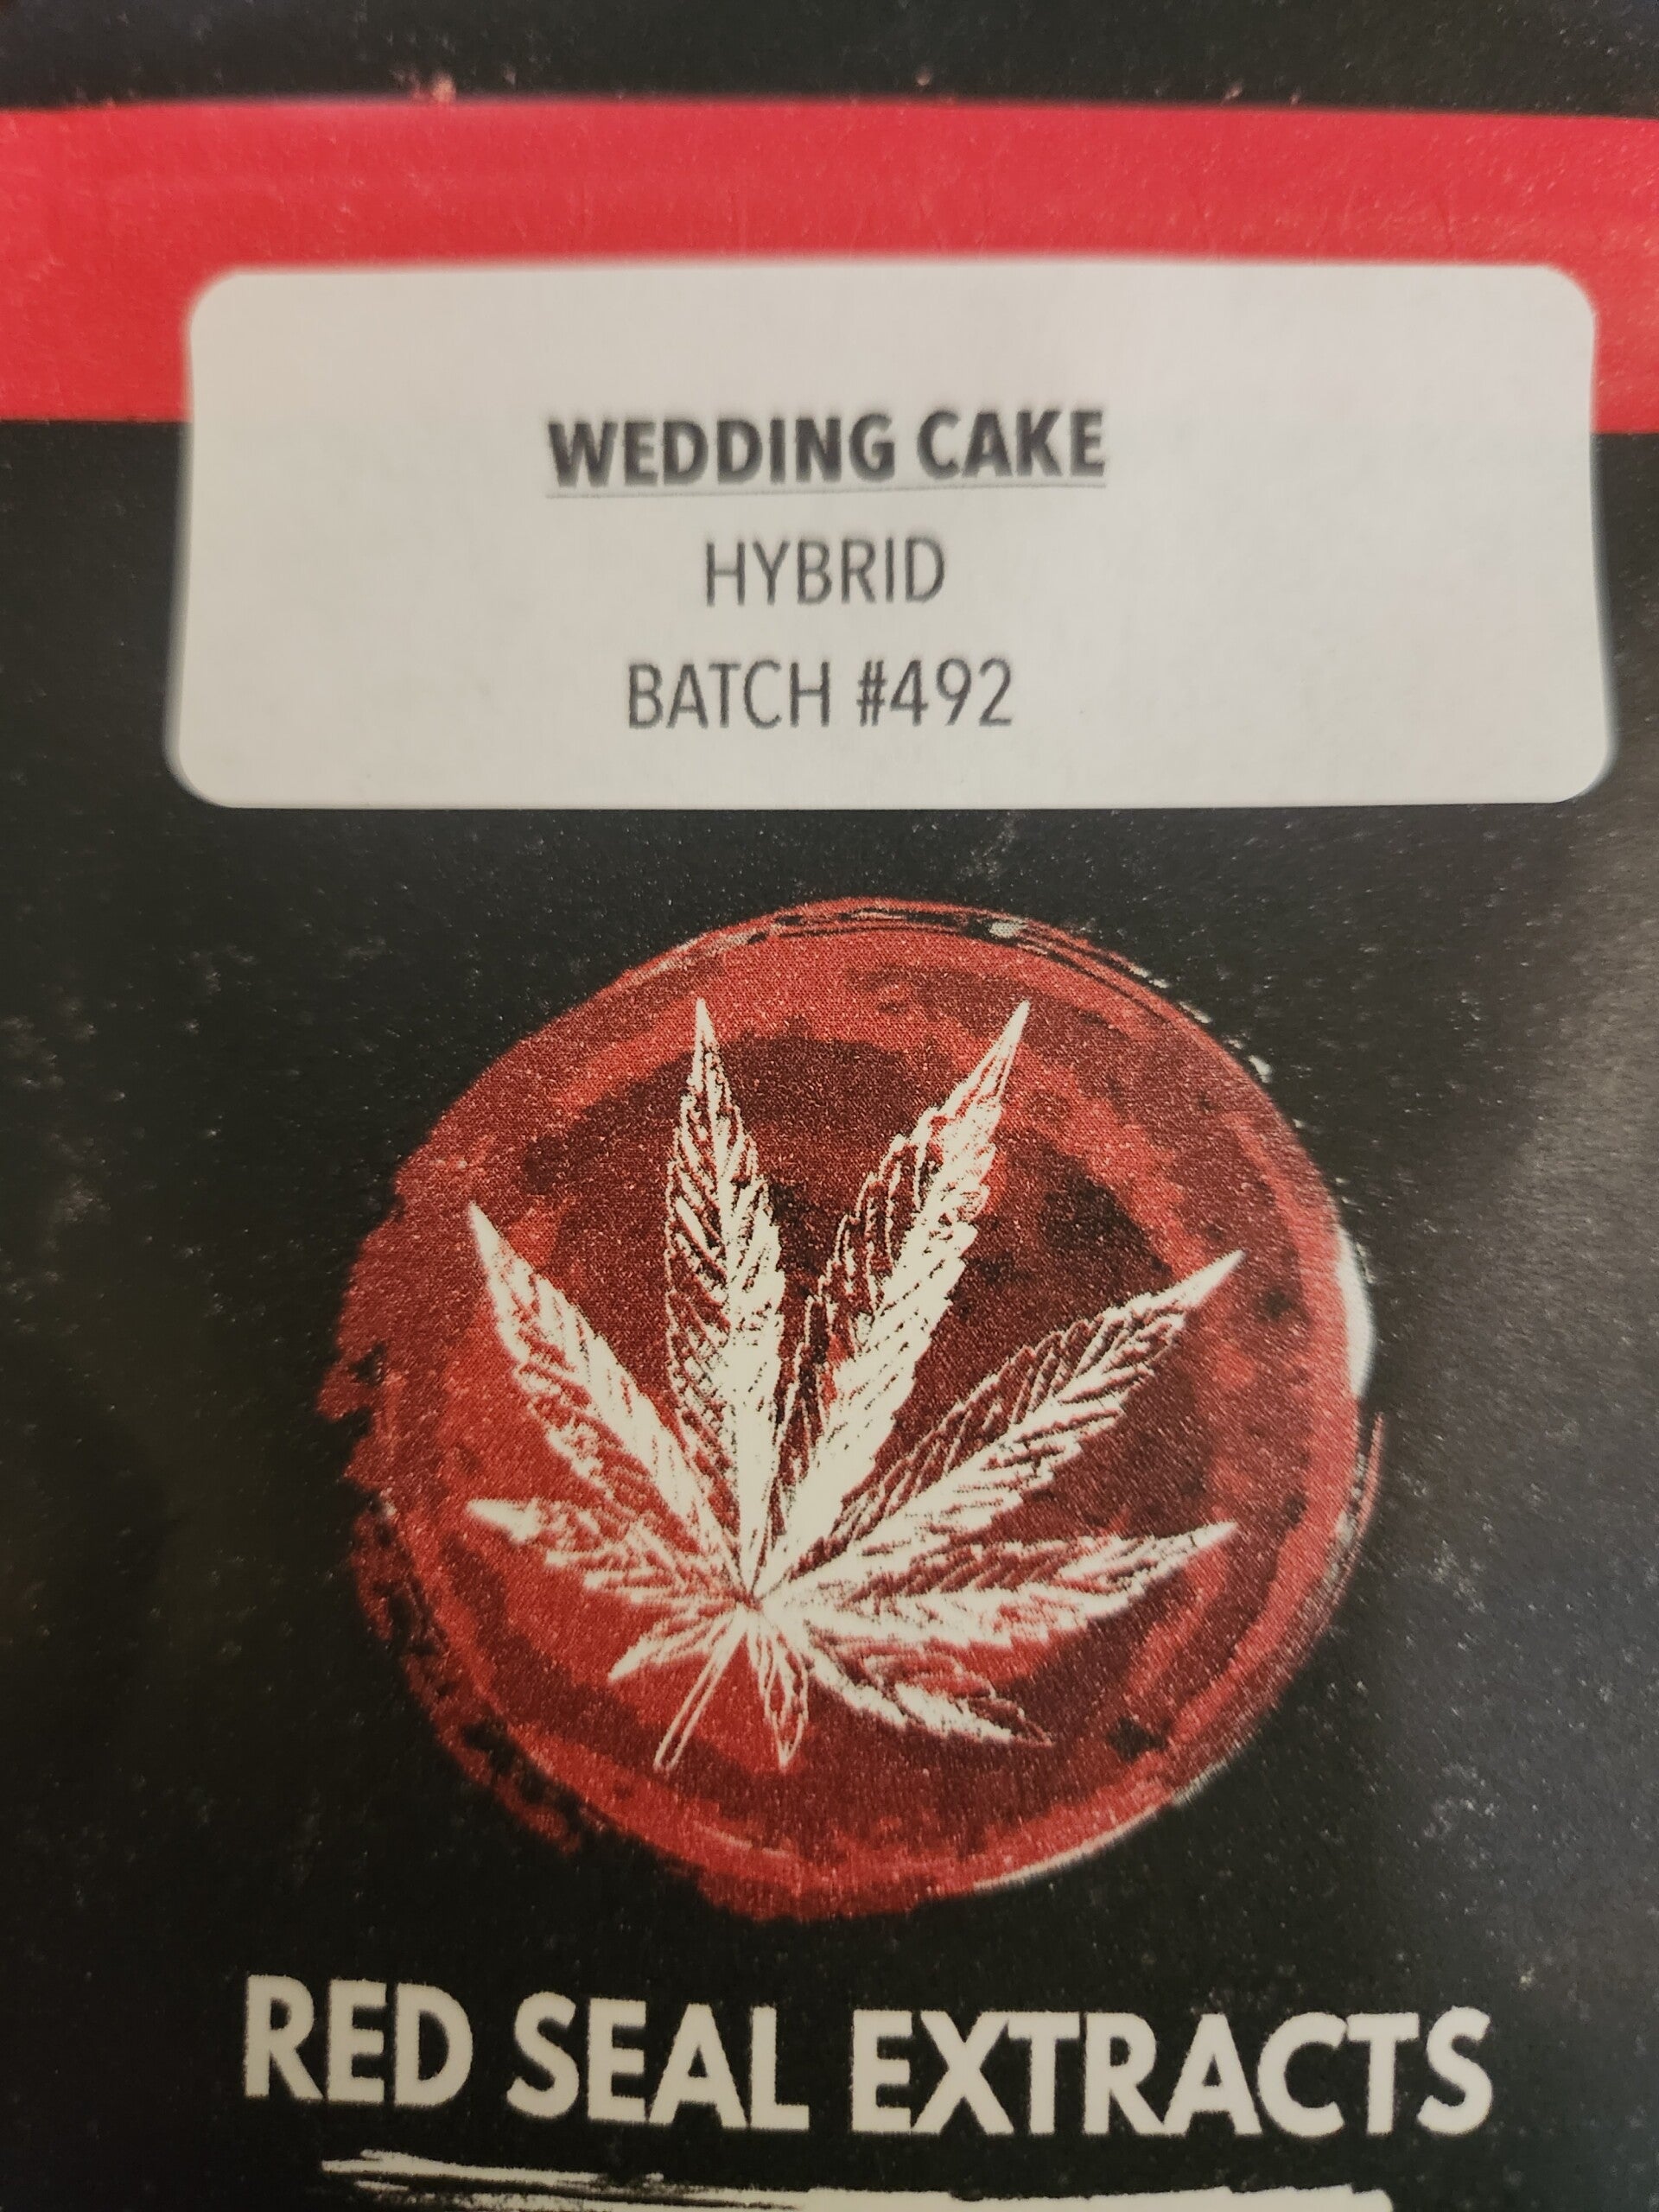 WEDDING CAKE
HYBRID
BATCH #492
RED SEAL EXTRACTS